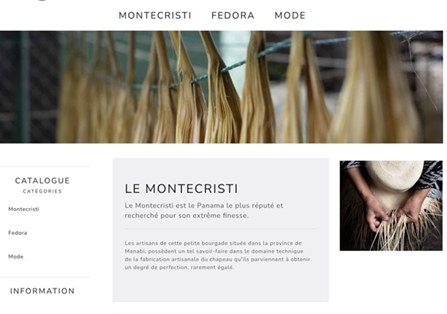 MONTECRISTI FEDORA MODE
CATALOGUE
CATÉGORIES
Montecristi
Fedora
Mode
INFORMATION
LE MONTECRISTI
Le Montecristi est le Panama le plus réputé et
recherché pour son extrême finesse.
Les artisans de cette petite bourgade située dans la province de
Manabi, possèdent un tel savoir-faire dans le domaine technique
de la fabrication artisanale du chapeau qu'ils parviennent à obtenir
un degré de perfection, rarement égalé.